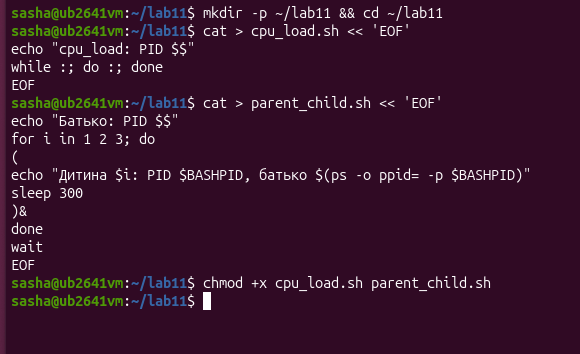 sasha@ub2641vm:~/lab11$ mkdir -p ~/lab11 && cd ~/lab11
sasha@ub2641vm:~/lab11$ cat > cpu_load.sh << 'EOF'
echo "cpu_load: PID $$"
while :; do :; done
EOF
sasha@ub2641vm:~/lab11$ cat > parent_child.sh << 'EOF'
echo "Батько: PID $$"
for i in 1 2 3; do
(
echo "Дитина $i: PID $BASHPID, батько $(ps -o ppid= -p $BASHPID)"
sleep 300
)&
done
wait
EOF
sasha@ub2641vm:~/lab11$ chmod +x cpu_load.sh parent_child.sh
sasha@ub2641vm:~/lab11$